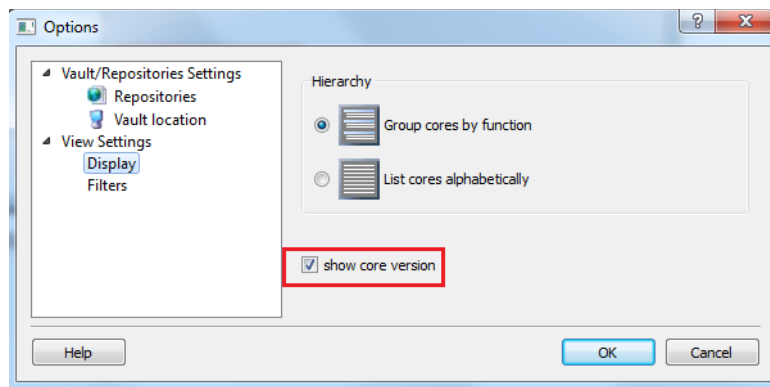 Options
Vault/Repositories Settings
Repositories
Vault location
View Settings
Display
Filters
Hierarchy
Group cores by function
List cores alphabetically
show core version
Help
OK
Cancel